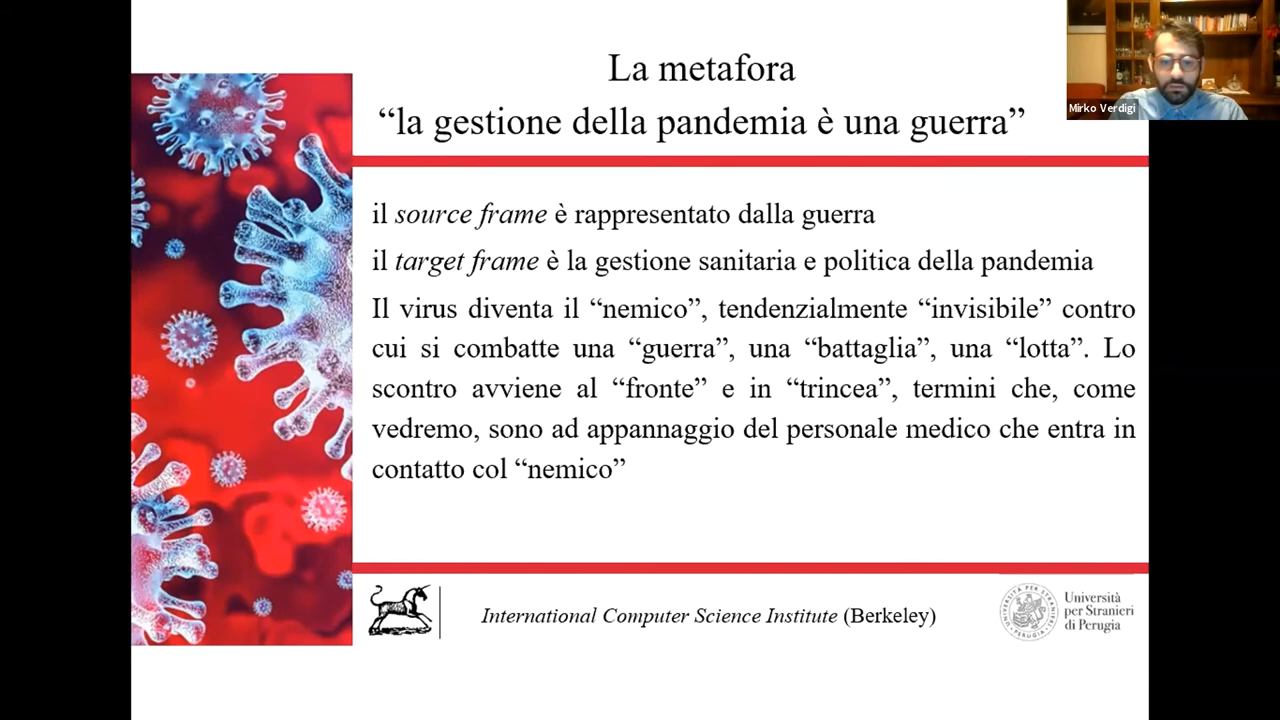 La metafora
“la gestione della pandemia è una guerra”
Mirko Verdigi
il source frame è rappresentato dalla guerra
il target frame è la gestione sanitaria e politica della pandemia
Il virus diventa il “nemico”, tendenzialmente “invisibile” contro
cui si combatte una “guerra”, una “battaglia”, una “lotta”. Lo
scontro avviene al “fronte” e in “trincea”, termini che, come
vedremo, sono ad appannaggio del personale medico che entra in
contatto col “nemico”
International Computer Science Institute (Berkeley)
Università
per Stranieri
di Perugia